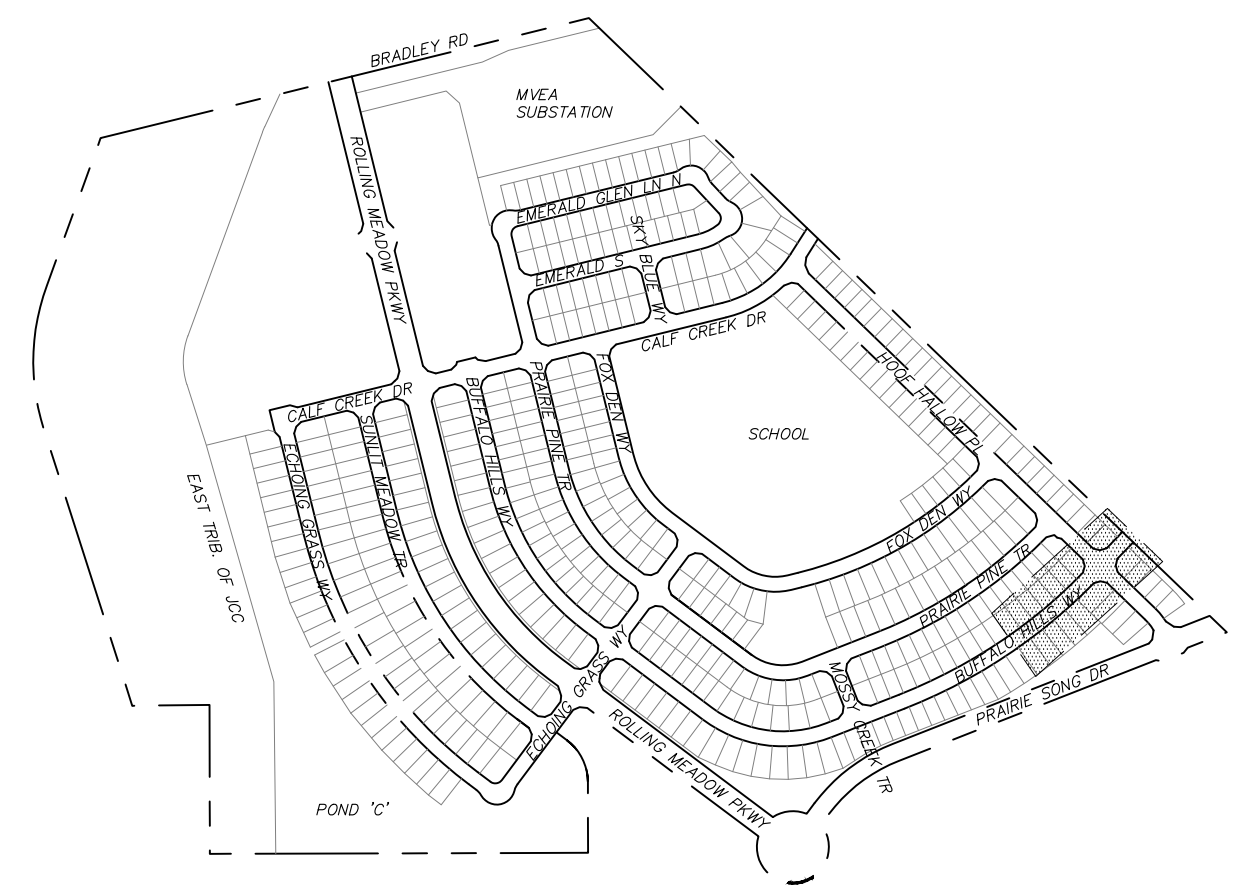 BRADLEY RD
MVEA
SUBSTATION
ROLLING MEADOW PKWY
EMERALD GLEN LN N
SKY BLUE WY
EMERALD S
CALF CREEK DR
HOOF HALLOW PL
CALF CREEK DR
SUNLIT MEADOW TR
BUFFALO HILLS WY
PRAIRIE PINE TR
FOX DEN WY
SCHOOL
ECHOING GRASS WY
EAST TRIB. OF JCC
FOX DEN WY
PRAIRIE PINE TR
BUFFALO HILLS WY
PRAIRIE SONG DR
MOSSY CREEK TR
ECHOING GRASS WY
ROLLING MEADOW PKWY
POND 'C'